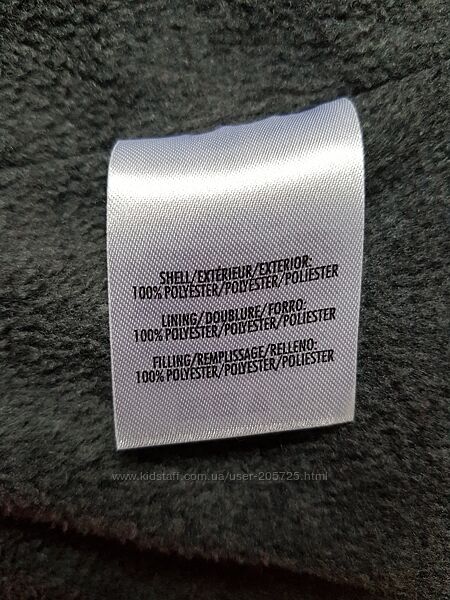 SHELL/EXTÉRIEUR/EXTERIOR:
100% POLYESTER/POLYESTER/POLIESTER
LINING/DOUBLURE/FORRO:
100% POLYESTER/POLYESTER/POLIESTER
FILLING/REMPLISSAGE/RELLENO:
100% POLYESTER/POLYESTER/POLIESTER
www.kidstaff.com.ua/user-205725.html